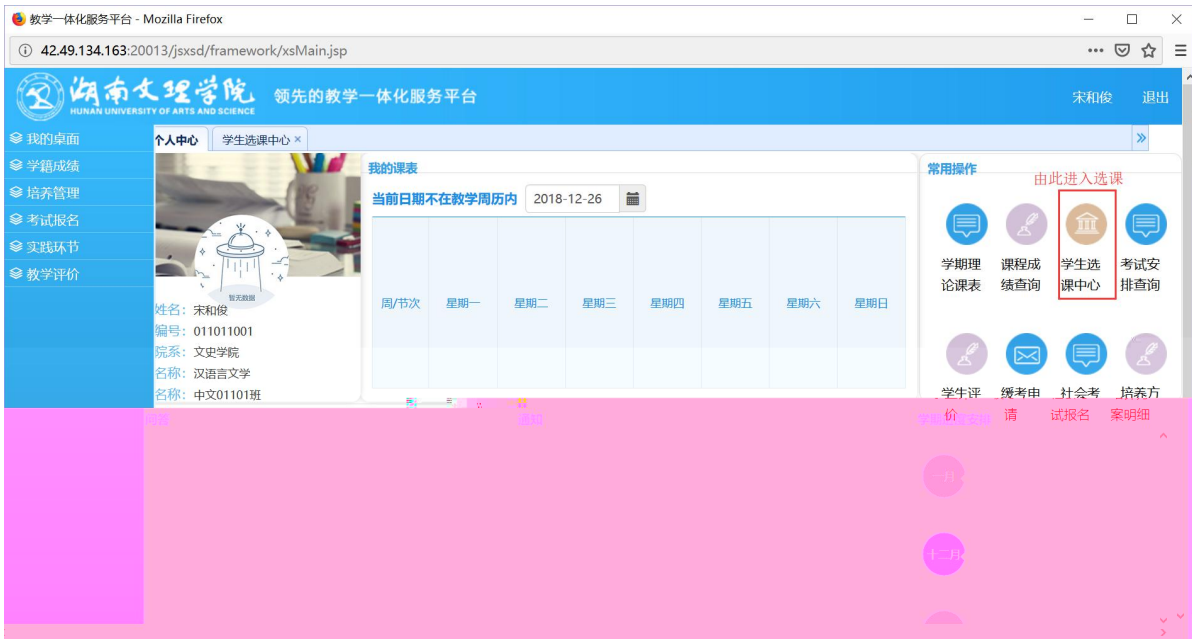 教学一体化服务平台 - Mozilla Firefox
42.49.134.163:20013/jsxsd/framework/xsMain.jsp
湖南文理学院
HUNAN UNIVERSITY OF ARTS AND SCIENCE
领先的教学一体化服务平台
宋和俊 退出
我的桌面
学籍成绩
培养管理
考试报名
实践环节
教学评价
个人中心 学生选课中心 ×
暂无数据
姓名：宋和俊
编号：011011001
院系：文史学院
名称：汉语言文学
名称：中文01101班
我的课表
当前日期不在教学周历内 2018-12-26
周/节次 星期一 星期二 星期三 星期四 星期五 星期六 星期日
常用操作
由此进入选课
学期理论课表
课程成绩查询
学生选课中心
考试安排查询
学生评价
缓考申请
社会考试报名
培养方案明细
问答
通知
一月
十二月